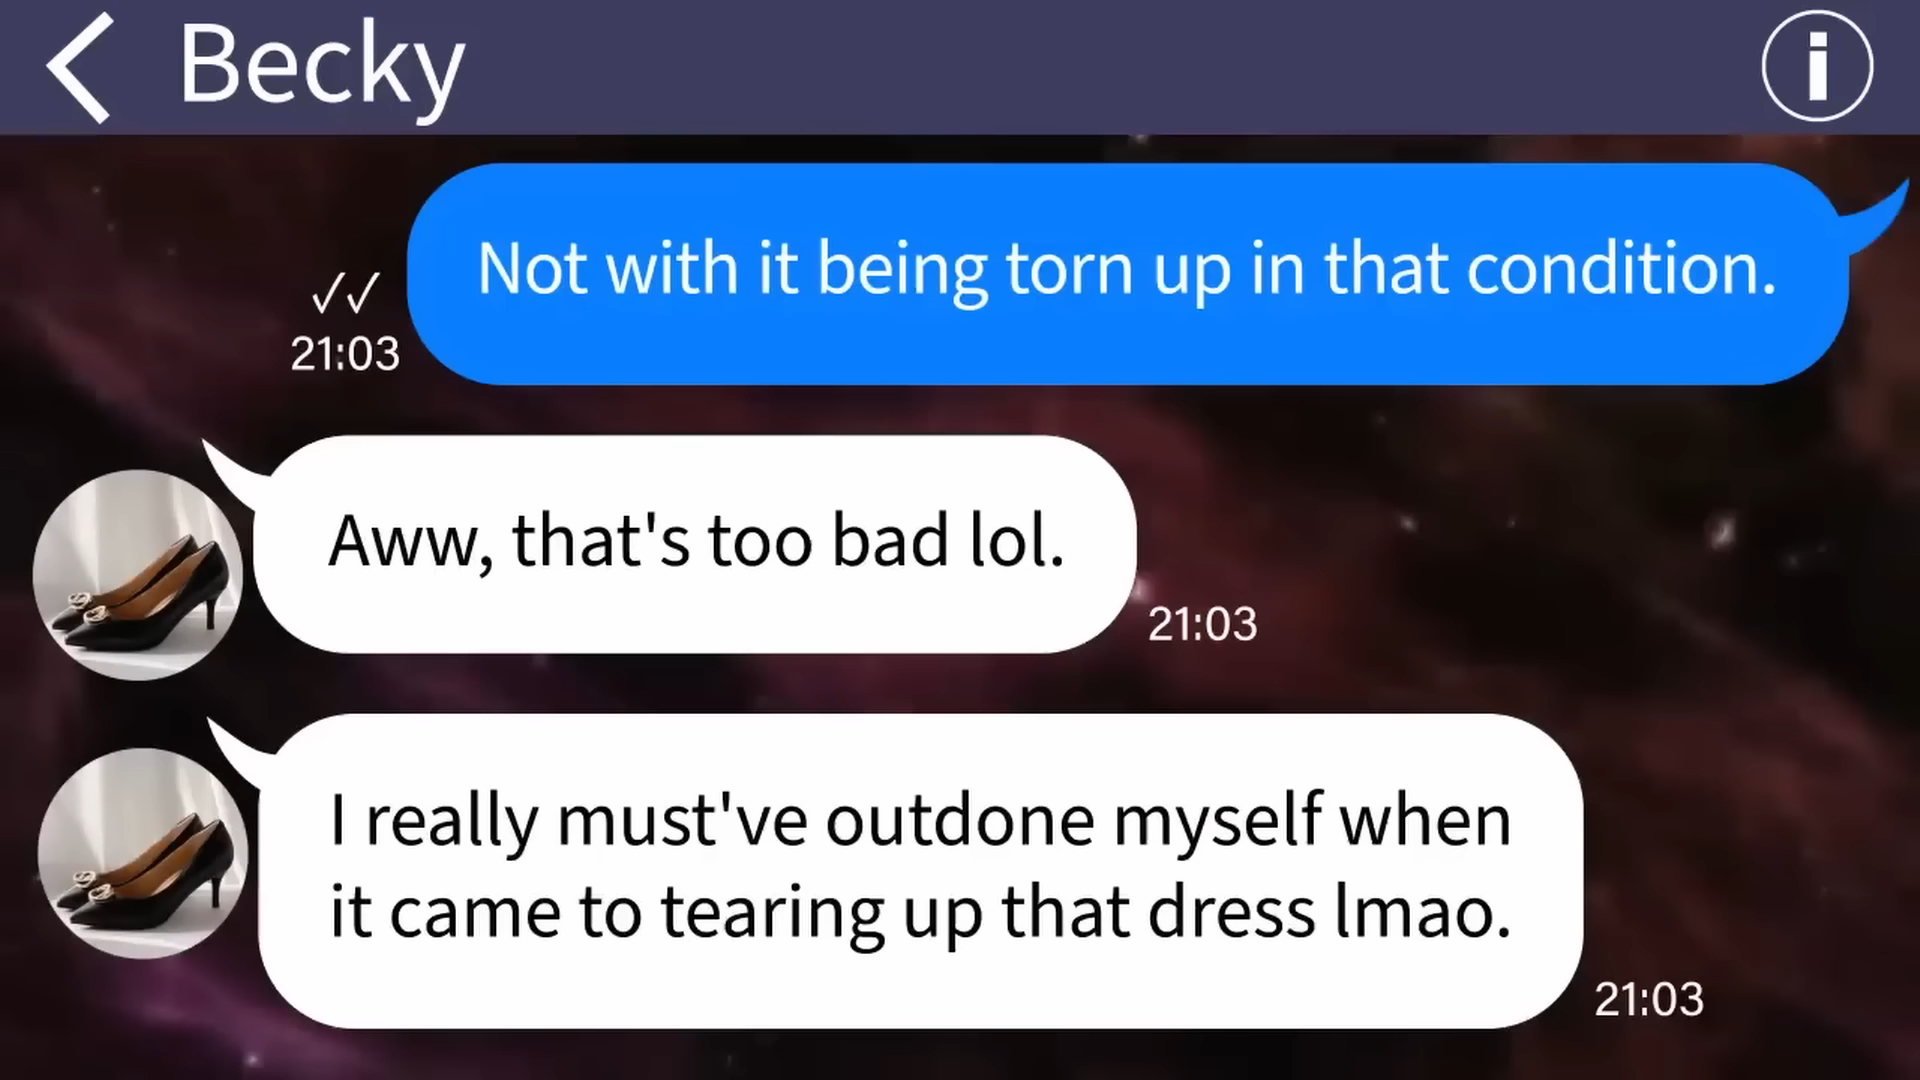 Becky
Not with it being torn up in that condition.
✓✓
21:03
Aww, that's too bad lol.
21:03
I really must've outdone myself when
it came to tearing up that dress lmao.
21:03